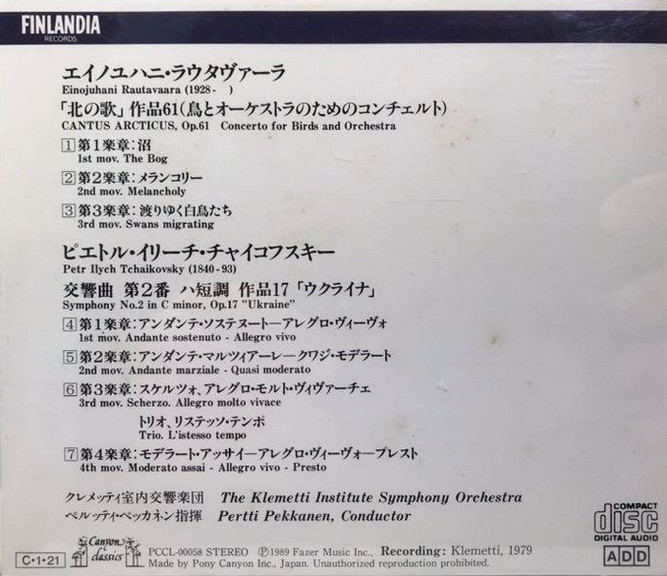 FINLANDIA
RECORDS
エイノユハニ・ラウタヴァーラ
Einojuhani Rautavaara (1928- )
「北の歌」作品61(鳥とオーケストラのためのコンチェルト)
CANTUS ARCTICUS, Op.61 Concerto for Birds and Orchestra
1 第1楽章:沼
1st mov. The Bog
2 第2楽章:メランコリー
2nd mov. Melancholy
3 第3楽章:渡りゆく白鳥たち
3rd mov. Swans migrating
ピエトル・イリーチ・チャイコフスキー
Petr Ilych Tchaikovsky (1840-93)
交響曲 第2番 ハ短調 作品17「ウクライナ」
Symphony No.2 in C minor, Op.17 "Ukraine"
4 第1楽章:アンダンテ・ソステヌート―アレグロ・ヴィーヴォ
1st mov. Andante sostenuto - Allegro vivo
5 第2楽章:アンダンテ・マルツィアーレ―クワジ・モデラート
2nd mov. Andante marziale - Quasi moderato
6 第3楽章:スケルツォ、アレグロ・モルト・ヴィヴァーチェ
3rd mov. Scherzo. Allegro molto vivace
トリオ、リステッソ・テンポ
Trio. L'istesso tempo
7 第4楽章:モデラート・アッサイ―アレグロ・ヴィーヴォ―プレスト
4th mov. Moderato assai - Allegro vivo - Presto
クレメッティ室内交響楽団 The Klemetti Institute Symphony Orchestra
ペルッティ・ペッカネン指揮 Pertti Pekkanen, Conductor
COMPACT
disc
DIGITAL AUDIO
C・1・21
Canyon classics
PCCL-00058 STEREO Ⓟ1989 Fazer Music Inc., Recording: Klemetti, 1979
Made by Pony Canyon Inc., Japan. Unauthorized reproduction prohibited.
ADD